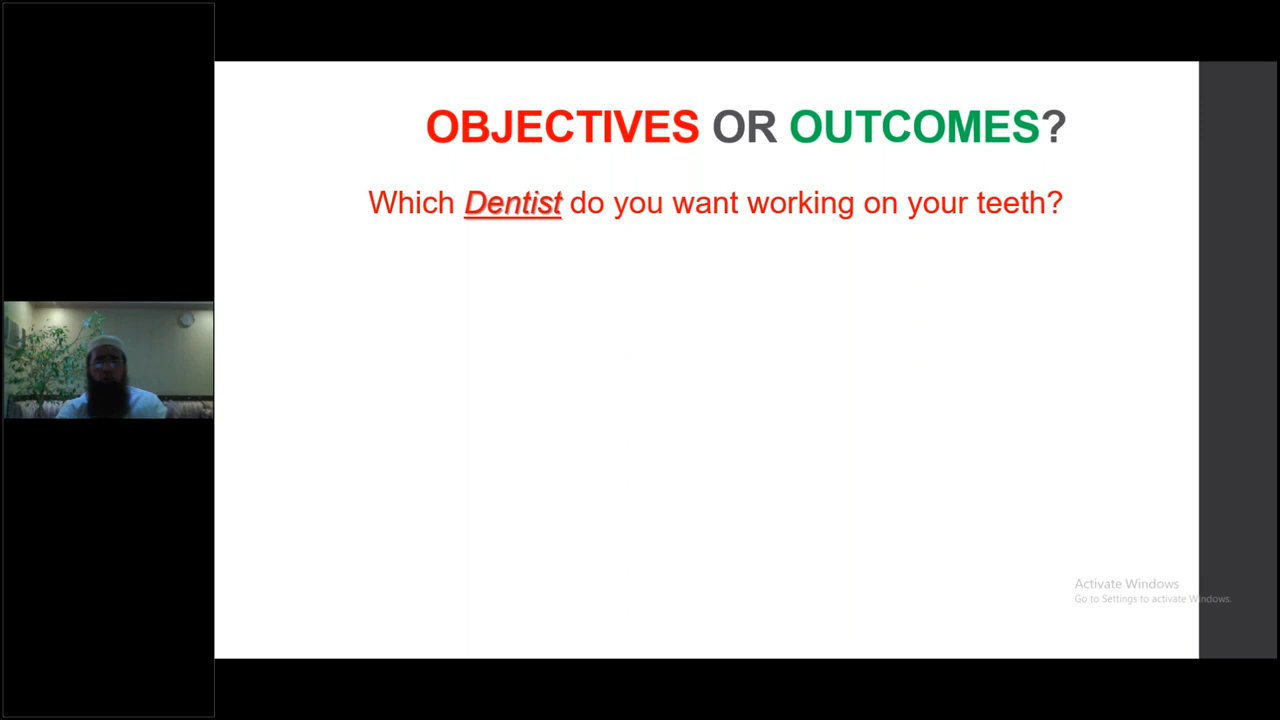 OBJECTIVES OR OUTCOMES?
Which Dentist do you want working on your teeth?
Activate Windows
Go to Settings to activate Windows.